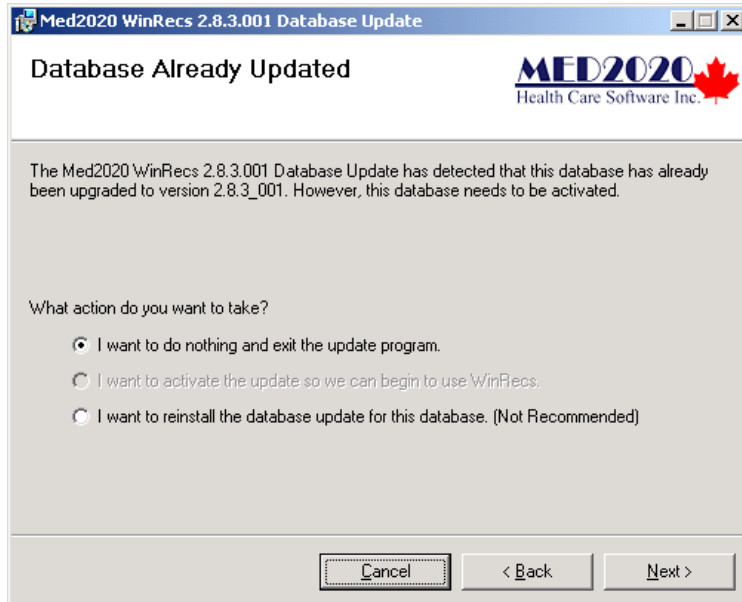 Med2020 WinRecs 2.8.3.001 Database Update
Database Already Updated
MED2020
Health Care Software Inc.
The Med2020 WinRecs 2.8.3.001 Database Update has detected that this database has already
been upgraded to version 2.8.3_001. However, this database needs to be activated.
What action do you want to take?
I want to do nothing and exit the update program.
I want to activate the update so we can begin to use WinRecs.
I want to reinstall the database update for this database. (Not Recommended)
Cancel
< Back
Next >